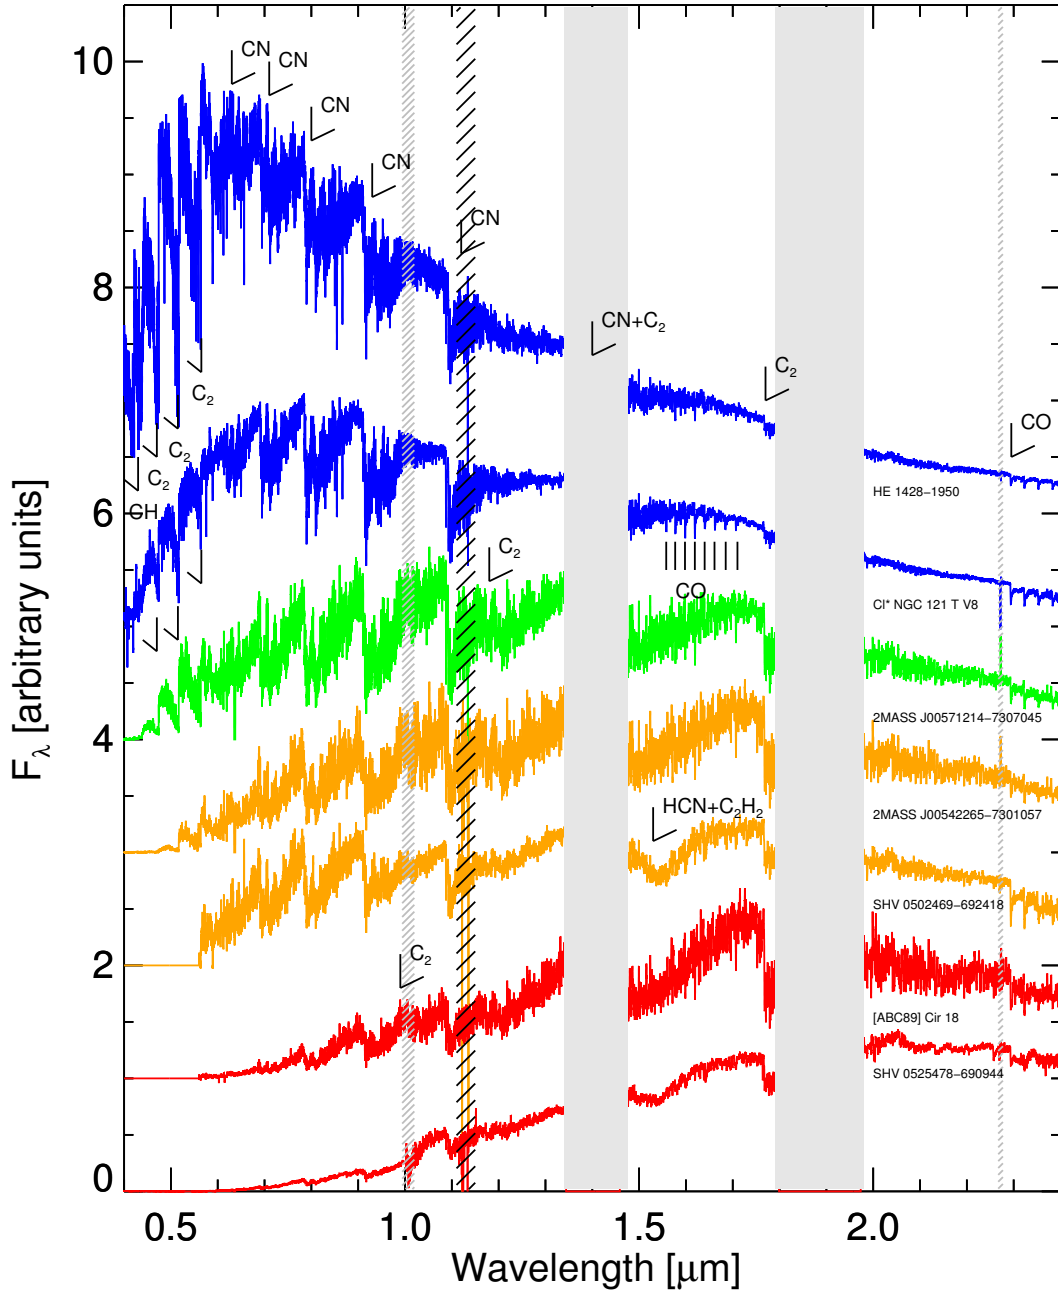 10
CN
CN
CN
CN
CN
8
CN+C₂
C₂
C₂
CO
C₂
C₂
HE 1428−1950
CH
6
C₂
CO
Cl* NGC 121 T V8
2MASS J00571214−7307045
4
HCN+C₂H₂
2MASS J00542265−7301057
SHV 0502469−692418
C₂
2
[ABC89] Cir 18
SHV 0525478−690944
0
0.5
1.0
1.5
2.0
Wavelength [μm]
F_λ [arbitrary units]